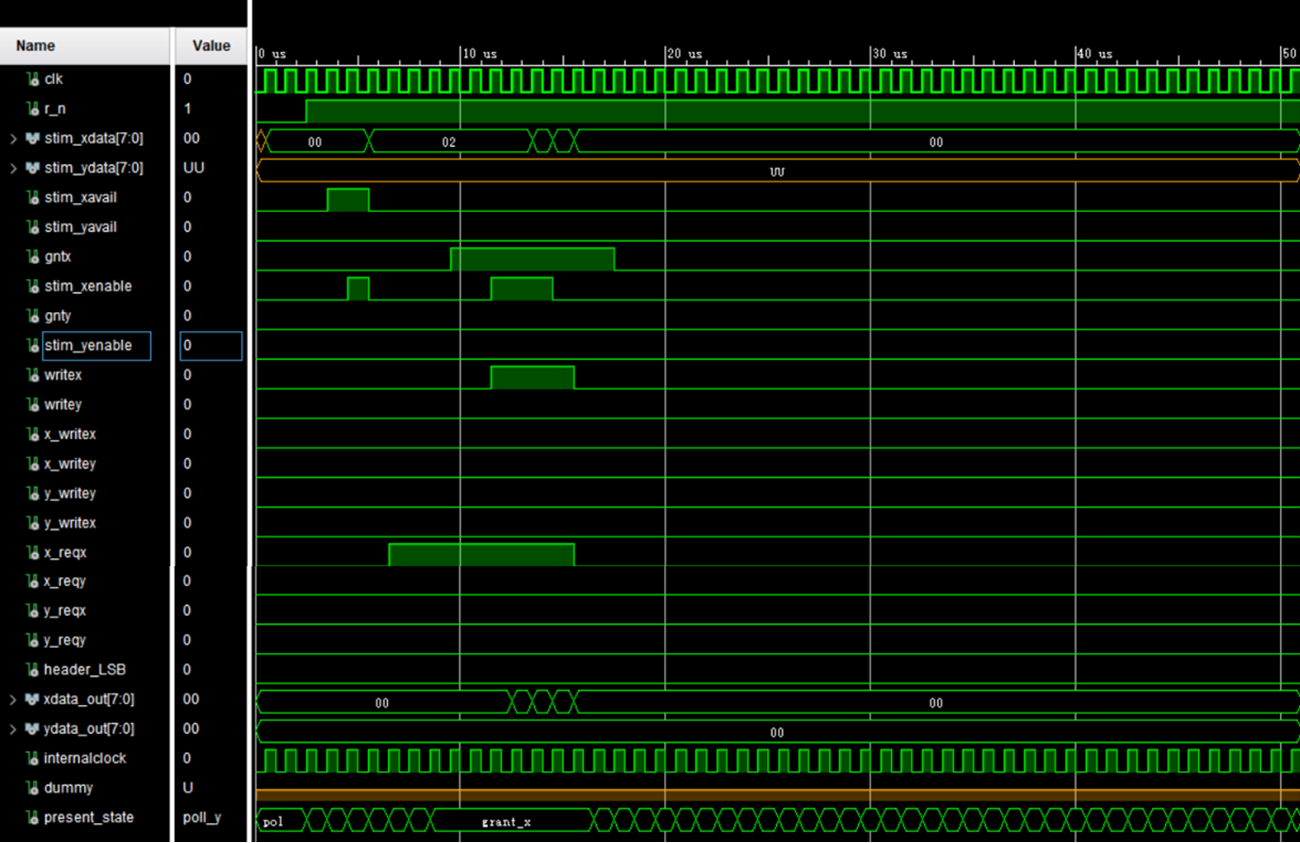 Name Value 0 us 10 us 20 us 30 us 40 us 50
clk 0
r_n 1
stim_xdata[7:0] 00 00 02 00
stim_ydata[7:0] UU UU
stim_xavail 0
stim_yavail 0
gntx 0
stim_xenable 0
gnty 0
stim_yenable 0
writex 0
writey 0
x_writex 0
x_writey 0
y_writey 0
y_writex 0
x_reqx 0
x_reqy 0
y_reqx 0
y_reqy 0
header_LSB 0
xdata_out[7:0] 00 00 00
ydata_out[7:0] 00 00
internalclock 0
dummy U
present_state poll_y pol grant_x